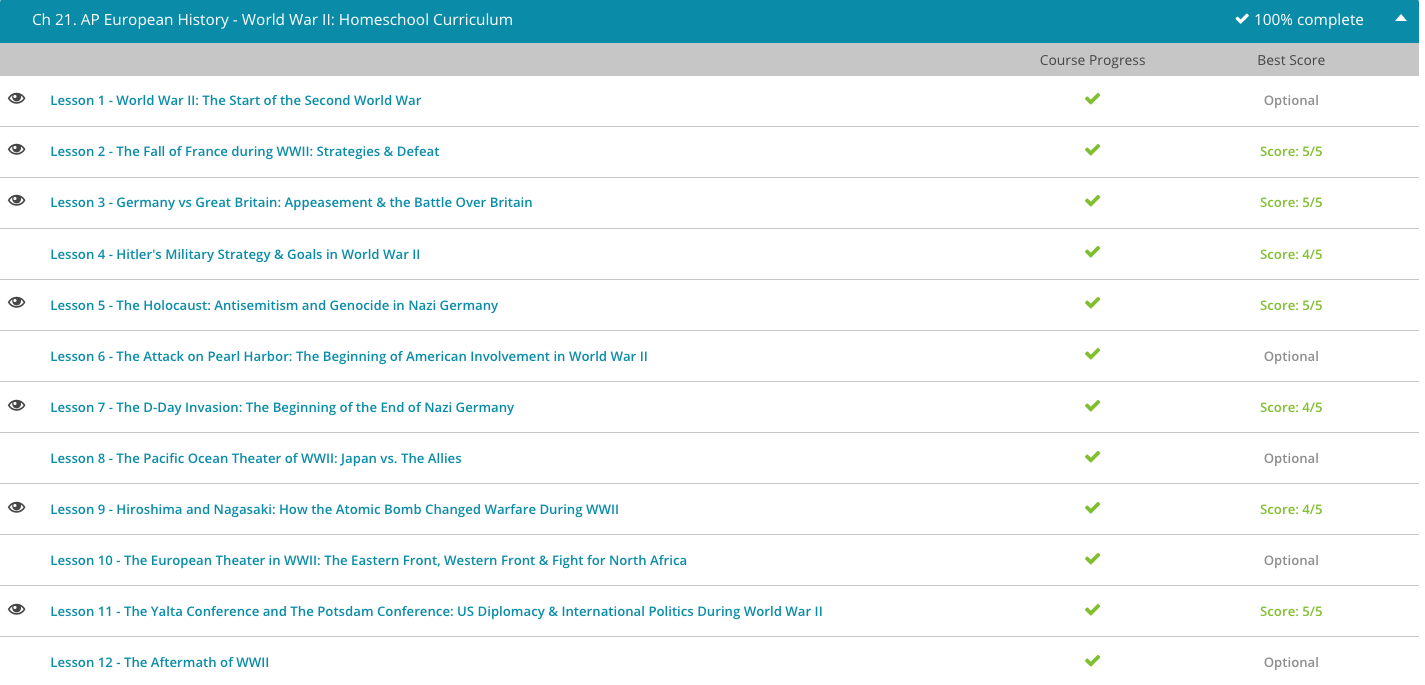 Ch 21. AP European History - World War II: Homeschool Curriculum 100% complete
Course Progress Best Score
Lesson 1 - World War II: The Start of the Second World War Optional
Lesson 2 - The Fall of France during WWII: Strategies & Defeat Score: 5/5
Lesson 3 - Germany vs Great Britain: Appeasement & the Battle Over Britain Score: 5/5
Lesson 4 - Hitler's Military Strategy & Goals in World War II Score: 4/5
Lesson 5 - The Holocaust: Antisemitism and Genocide in Nazi Germany Score: 5/5
Lesson 6 - The Attack on Pearl Harbor: The Beginning of American Involvement in World War II Optional
Lesson 7 - The D-Day Invasion: The Beginning of the End of Nazi Germany Score: 4/5
Lesson 8 - The Pacific Ocean Theater of WWII: Japan vs. The Allies Optional
Lesson 9 - Hiroshima and Nagasaki: How the Atomic Bomb Changed Warfare During WWII Score: 4/5
Lesson 10 - The European Theater in WWII: The Eastern Front, Western Front & Fight for North Africa Optional
Lesson 11 - The Yalta Conference and The Potsdam Conference: US Diplomacy & International Politics During World War II Score: 5/5
Lesson 12 - The Aftermath of WWII Optional